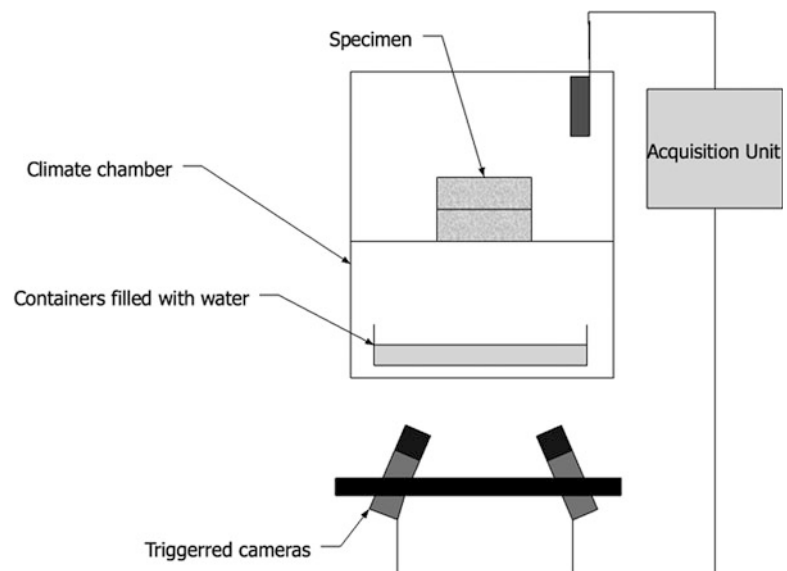 Specimen
Acquisition Unit
Climate chamber
Containers filled with water
Triggerred cameras